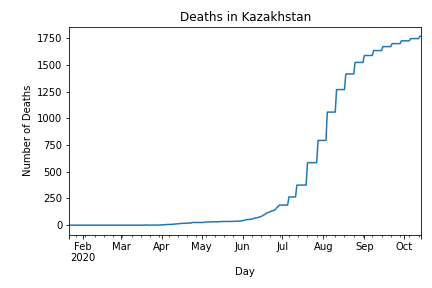 Deaths in Kazakhstan
Number of Deaths
1750
1500
1250
1000
750
500
250
0
Feb Mar Apr May Jun Jul Aug Sep Oct
2020
Day